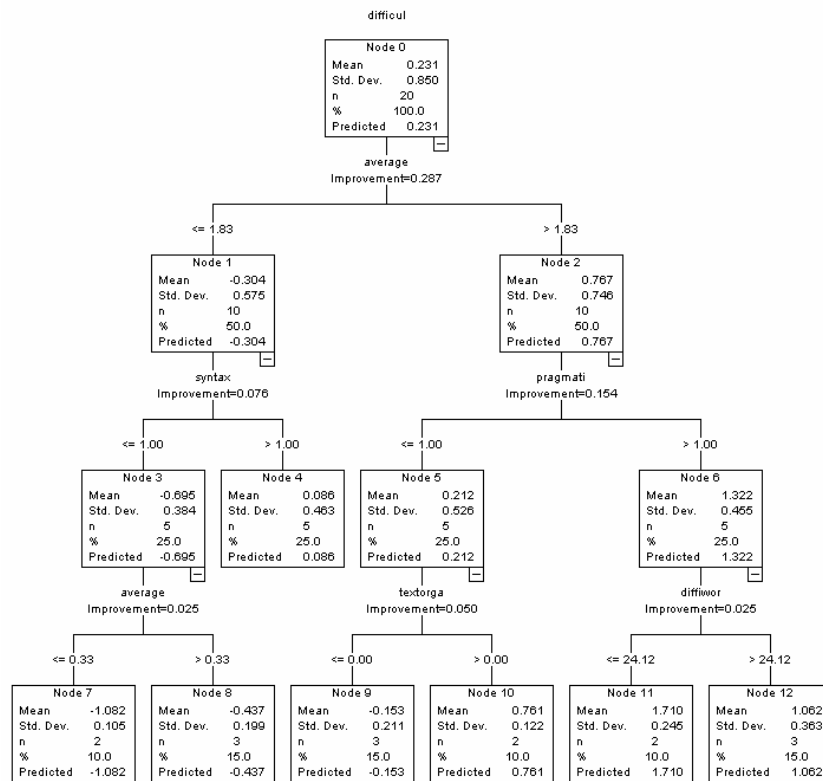 difficul
Node 0
Mean 0.231
Std. Dev. 0.850
n 20
% 100.0
Predicted 0.231
average
Improvement=0.287
<= 1.83
> 1.83
Node 1
Mean -0.304
Std. Dev. 0.575
n 10
% 50.0
Predicted -0.304
Node 2
Mean 0.767
Std. Dev. 0.746
n 10
% 50.0
Predicted 0.767
syntax
Improvement=0.076
pragmati
Improvement=0.154
<= 1.00
> 1.00
<= 1.00
> 1.00
Node 3
Mean -0.695
Std. Dev. 0.384
n 5
% 25.0
Predicted -0.695
Node 4
Mean 0.086
Std. Dev. 0.463
n 5
% 25.0
Predicted 0.086
Node 5
Mean 0.212
Std. Dev. 0.526
n 5
% 25.0
Predicted 0.212
Node 6
Mean 1.322
Std. Dev. 0.455
n 5
% 25.0
Predicted 1.322
average
Improvement=0.025
textorga
Improvement=0.050
diffiwor
Improvement=0.025
<= 0.33
> 0.33
<= 0.00
> 0.00
<= 24.12
> 24.12
Node 7
Mean -1.082
Std. Dev. 0.105
n 2
% 10.0
Predicted -1.082
Node 8
Mean -0.437
Std. Dev. 0.199
n 3
% 15.0
Predicted -0.437
Node 9
Mean -0.153
Std. Dev. 0.211
n 3
% 15.0
Predicted -0.153
Node 10
Mean 0.761
Std. Dev. 0.122
n 2
% 10.0
Predicted 0.761
Node 11
Mean 1.710
Std. Dev. 0.245
n 2
% 10.0
Predicted 1.710
Node 12
Mean 1.062
Std. Dev. 0.363
n 3
% 15.0
Predicted 1.062